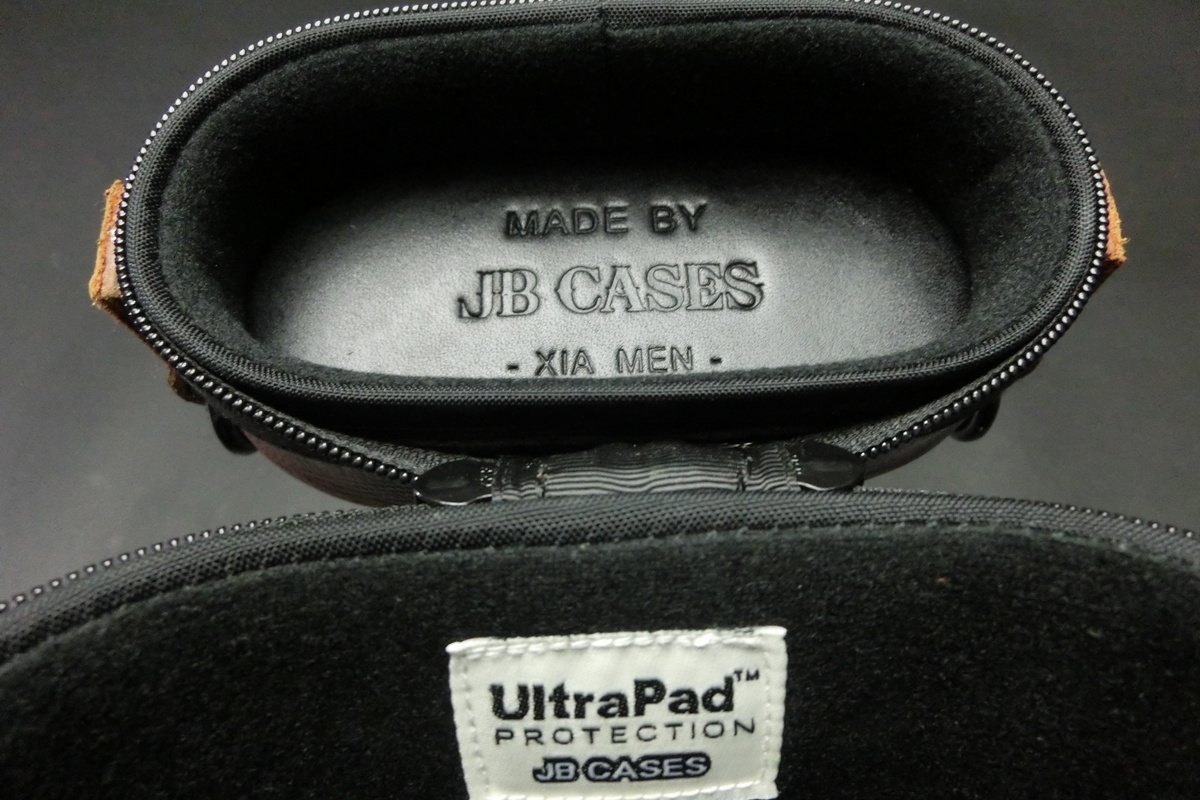 MADE BY
JB CASES
- XIA MEN -
UltraPad™
PROTECTION
JB CASES